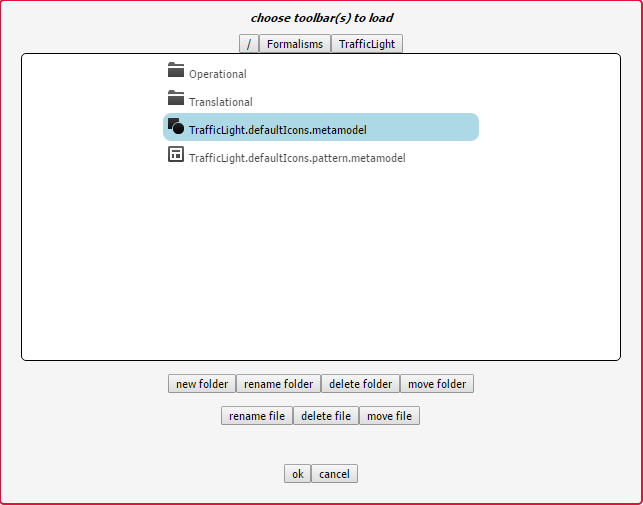 choose toolbar(s) to load
/ Formalisms TrafficLight
Operational
Translational
TrafficLight.defaultIcons.metamodel
TrafficLight.defaultIcons.pattern.metamodel
new folder rename folder delete folder move folder
rename file delete file move file
ok cancel